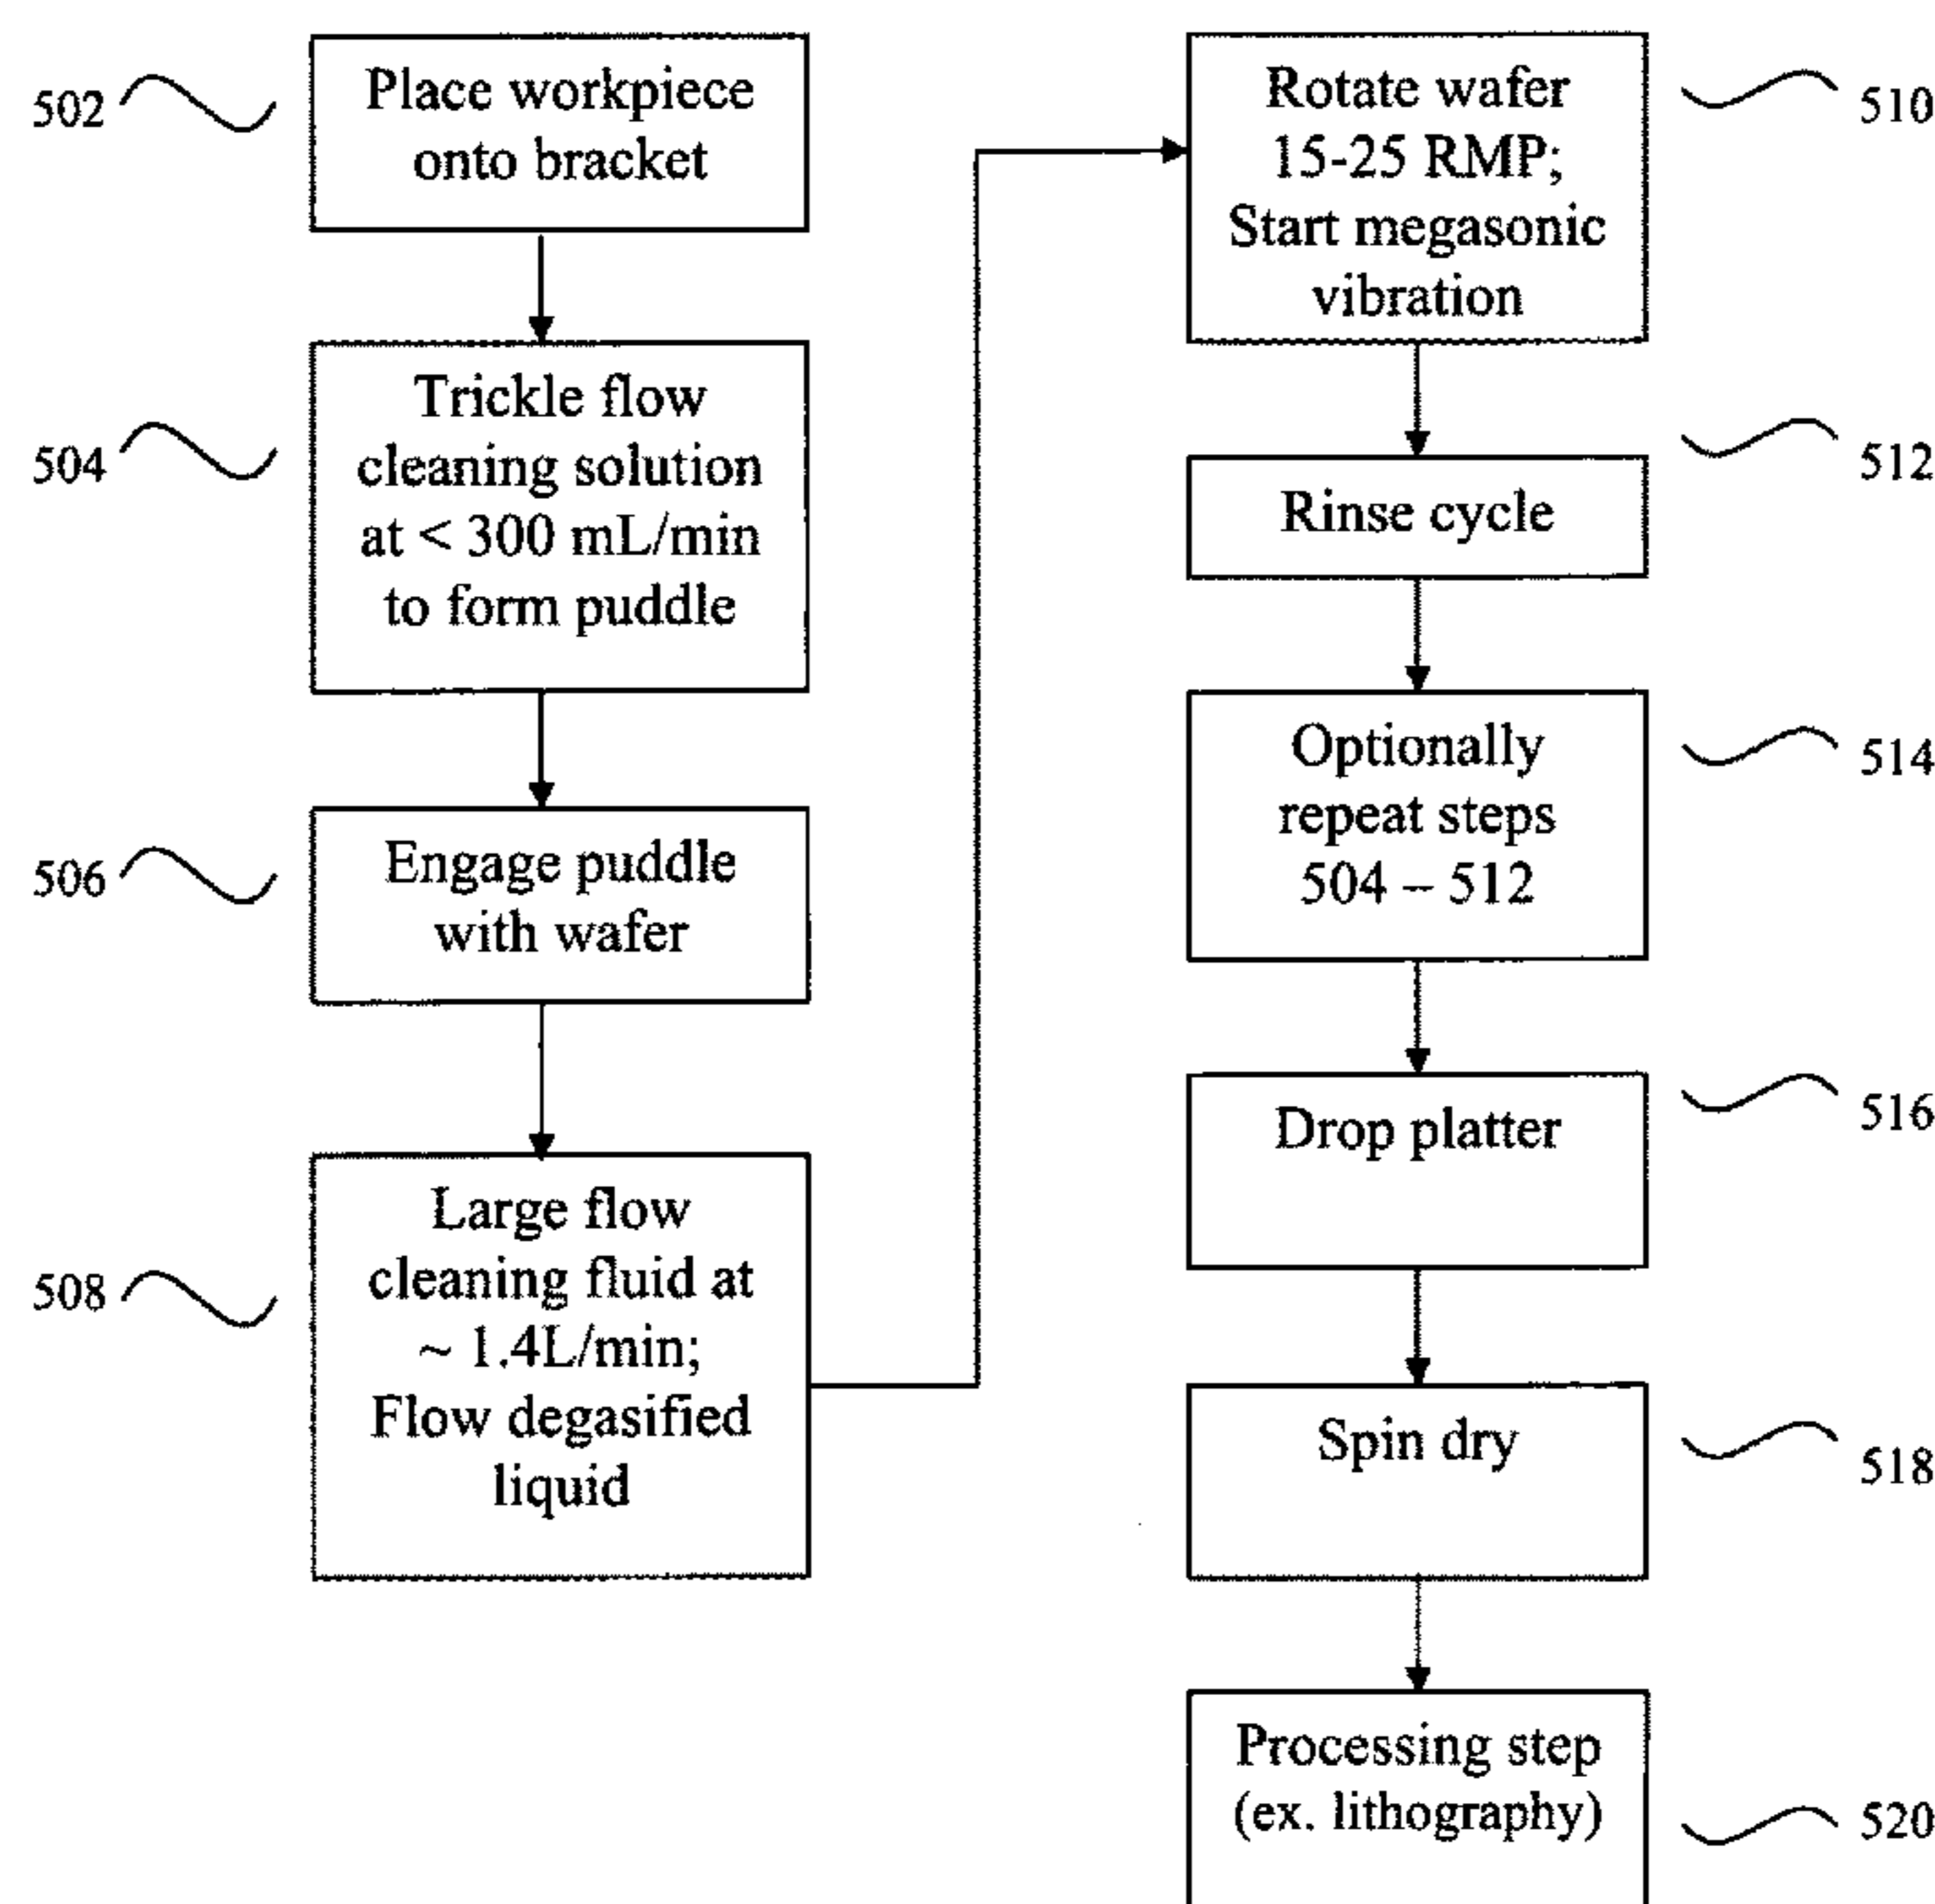 502
Place workpiece
onto bracket
504
Trickle flow
cleaning solution
at < 300 mL/min
to form puddle
506
Engage puddle
with wafer
508
Large flow
cleaning fluid at
~ 1.4L/min;
Flow degasified
liquid
Rotate wafer
15-25 RMP;
Start megasonic
vibration
510
Rinse cycle
512
Optionally
repeat steps
504 – 512
514
Drop platter
516
Spin dry
518
Processing step
(ex. lithography)
520